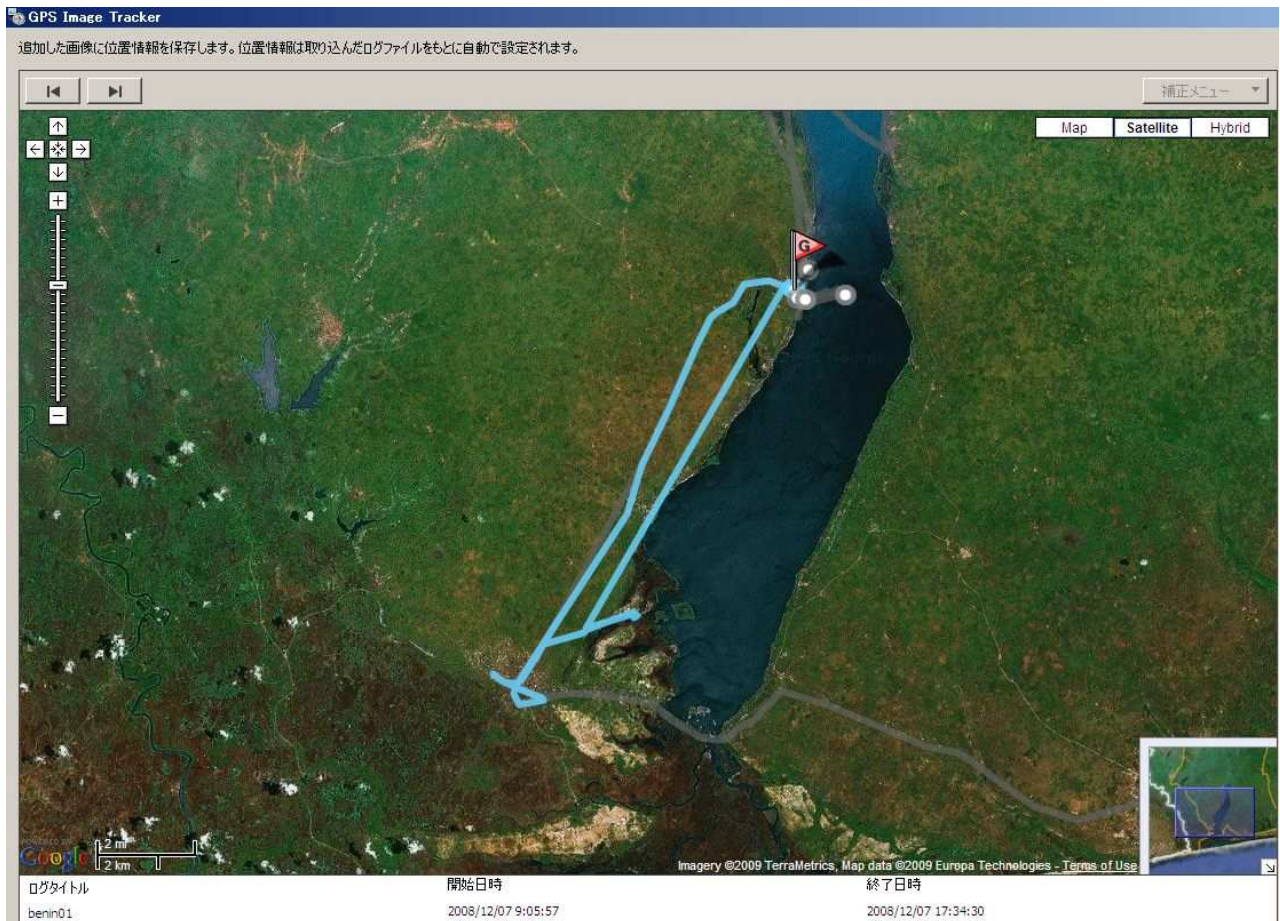 GPS Image Tracker
追加した画像に位置情報を保存します。位置情報は取り込んだログファイルをもとに自動で設定されます。
補正メニュー
Map Satellite Hybrid
G
POWERED BY
Google
2 mi
2 km
Imagery ©2009 TerraMetrics, Map data ©2009 Europa Technologies - Terms of Use
ログタイトル 開始日時 終了日時
benin01 2008/12/07 9:05:57 2008/12/07 17:34:30